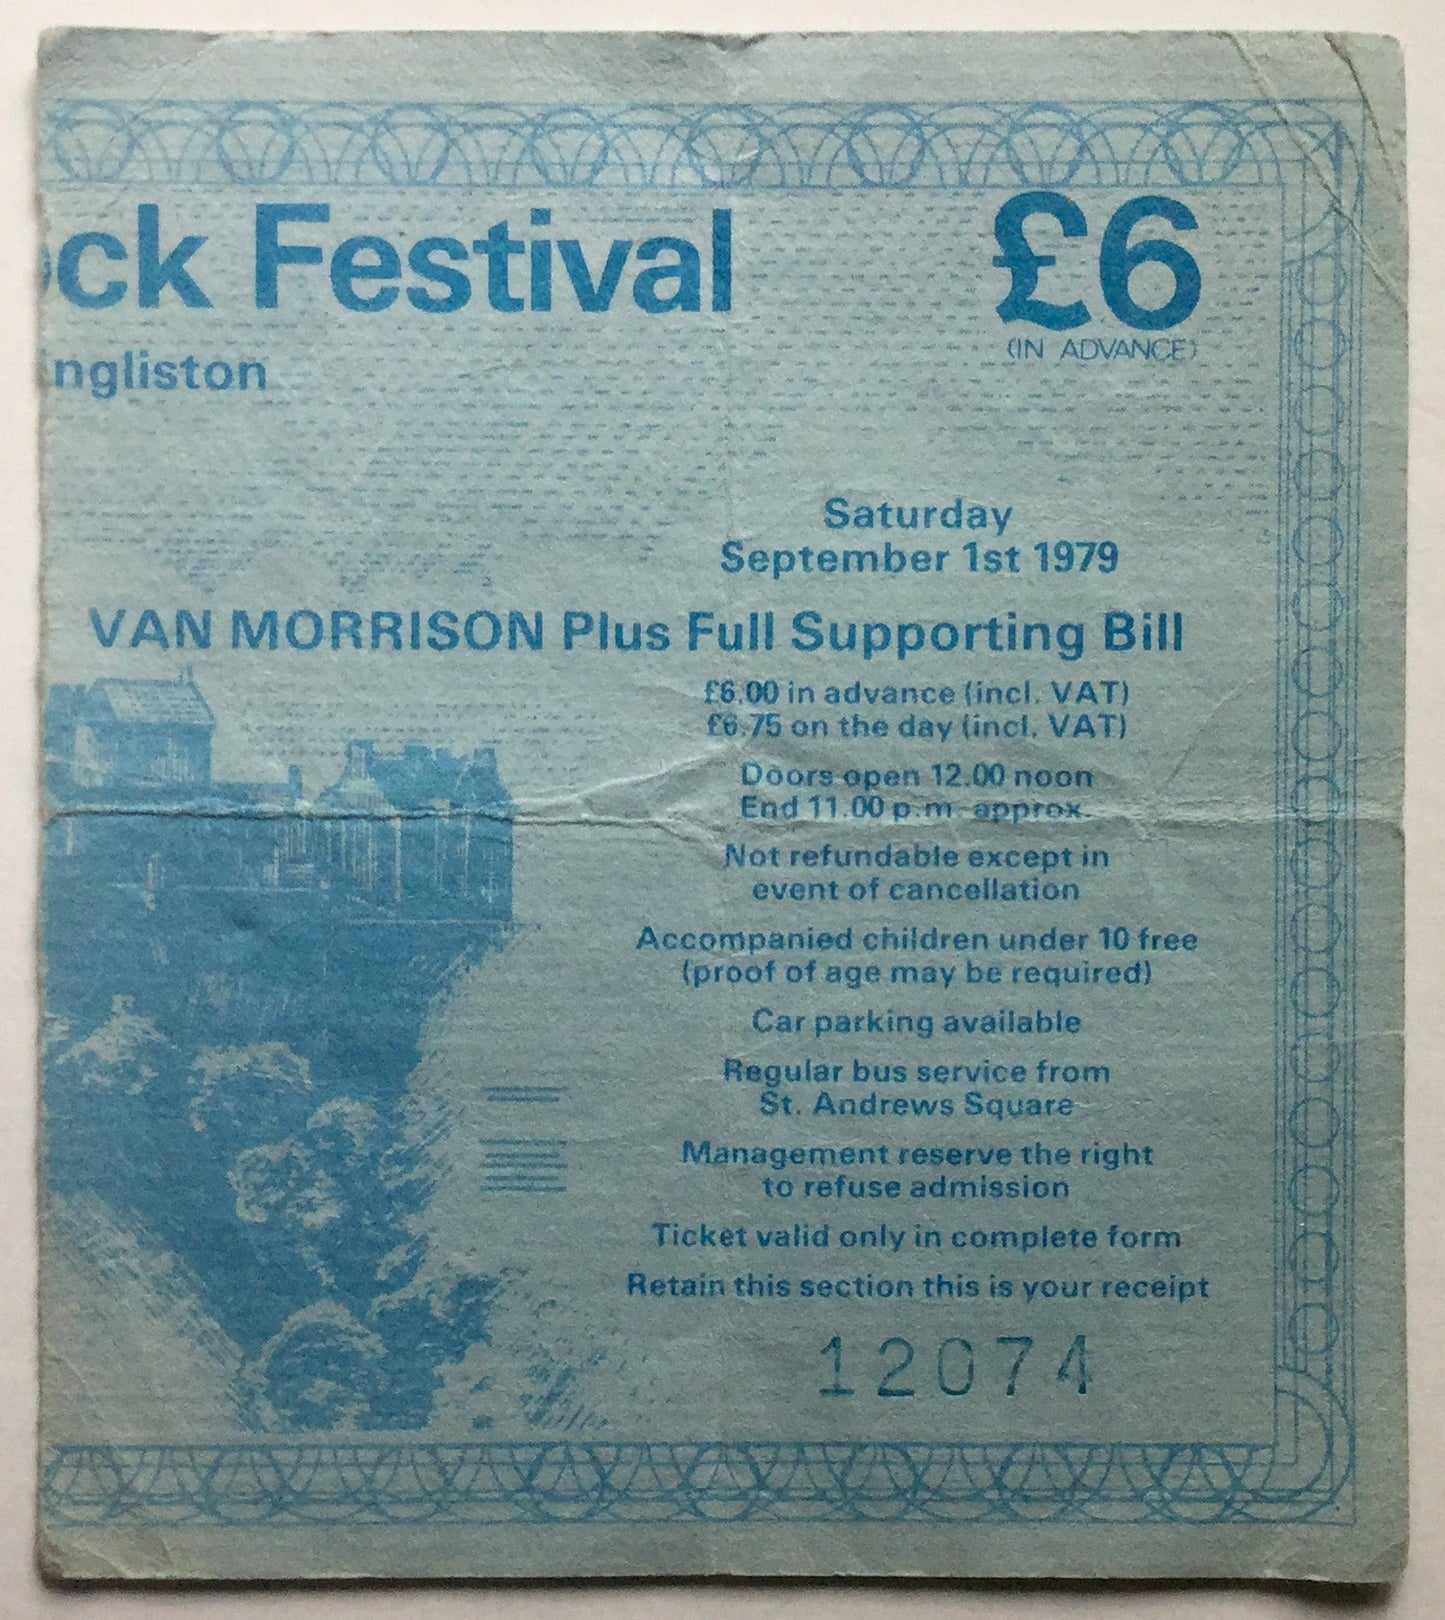 ock Festival
£6
(IN ADVANCE)
ngliston
Saturday
September 1st 1979
VAN MORRISON Plus Full Supporting Bill
£6.00 in advance (incl. VAT)
£6.75 on the day (incl. VAT)
Doors open 12.00 noon
End 11.00 p.m. approx.
Not refundable except in
event of cancellation
Accompanied children under 10 free
(proof of age may be required)
Car parking available
Regular bus service from
St. Andrews Square
Management reserve the right
to refuse admission
Ticket valid only in complete form
Retain this section this is your receipt
12074